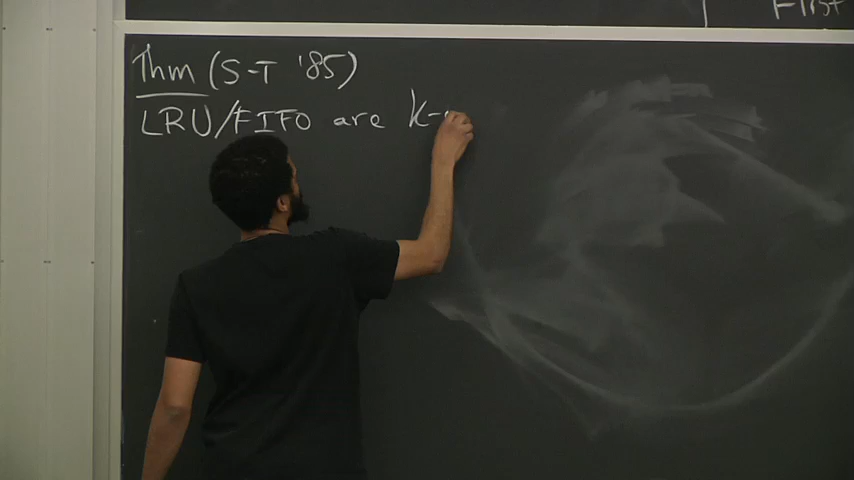 First
Thm (S-T '85)
LRU/FIFO are k-